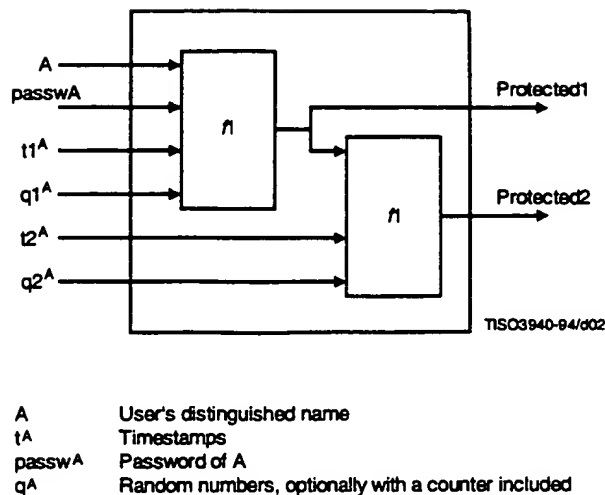 A
passwA
t1ᴬ
q1ᴬ
t2ᴬ
q2ᴬ
f1
f1
Protected1
Protected2
TISO3940-94/d02
A User's distinguished name
tᴬ Timestamps
passwᴬ Password of A
qᴬ Random numbers, optionally with a counter included